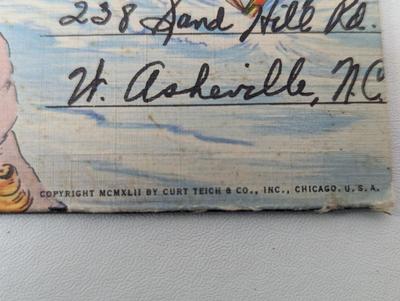 238 Sand Hill Rd.
W. Asheville, N.C.
COPYRIGHT MCMXLII BY CURT TEICH & CO., INC., CHICAGO, U. S. A.